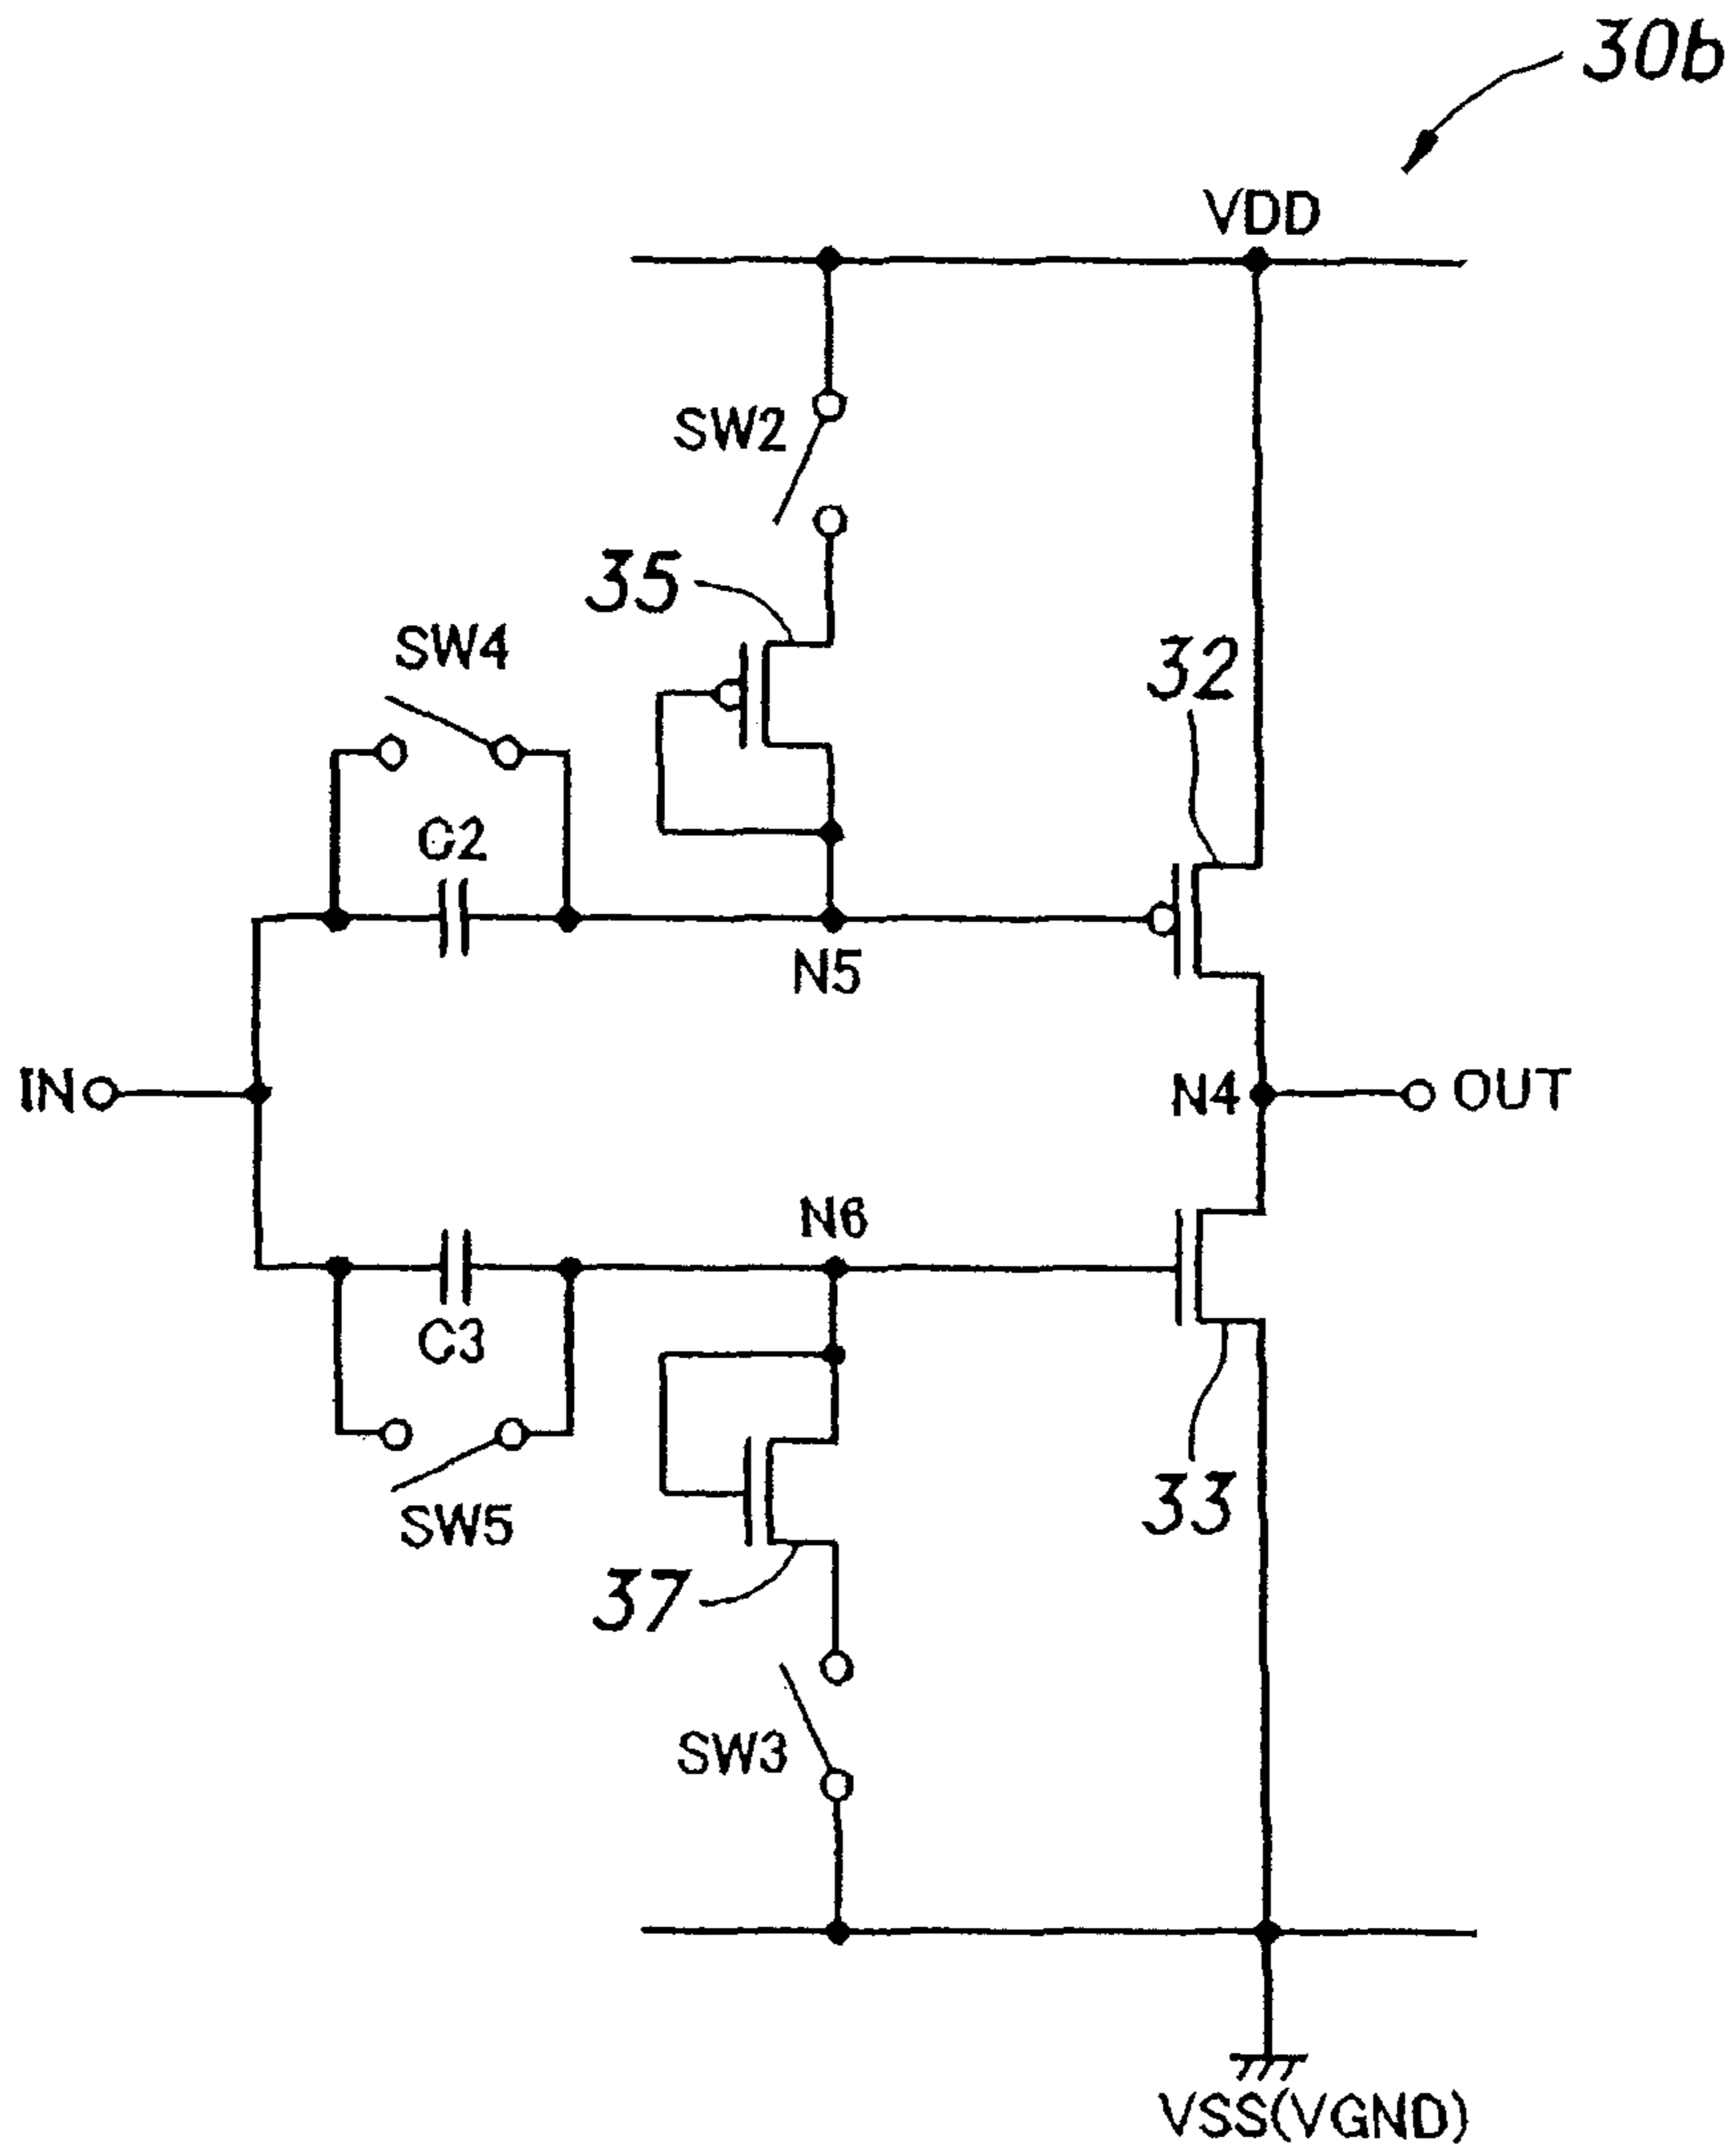 30b
VDD
SW2
35
SW4
32
C2
N5
IN
N4
OUT
N6
C3
SW5
33
37
SW3
VSS(VGND)